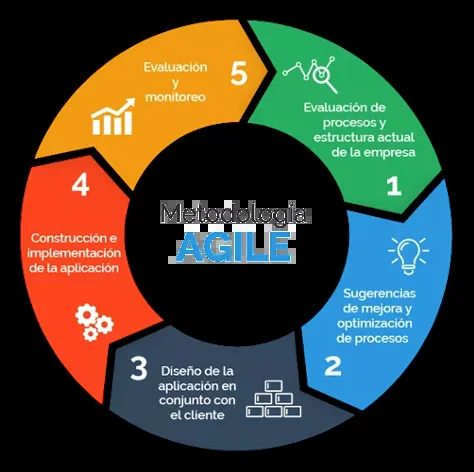 Metodología
AGILE
Evaluación de
procesos y
estructura actual
de la empresa
1
Sugerencias
de mejora y
optimización
de procesos
2
3
Diseño de la
aplicación en
conjunto con
el cliente
4
Construcción e
implementación
de la aplicación
5
Evaluación
y
monitoreo